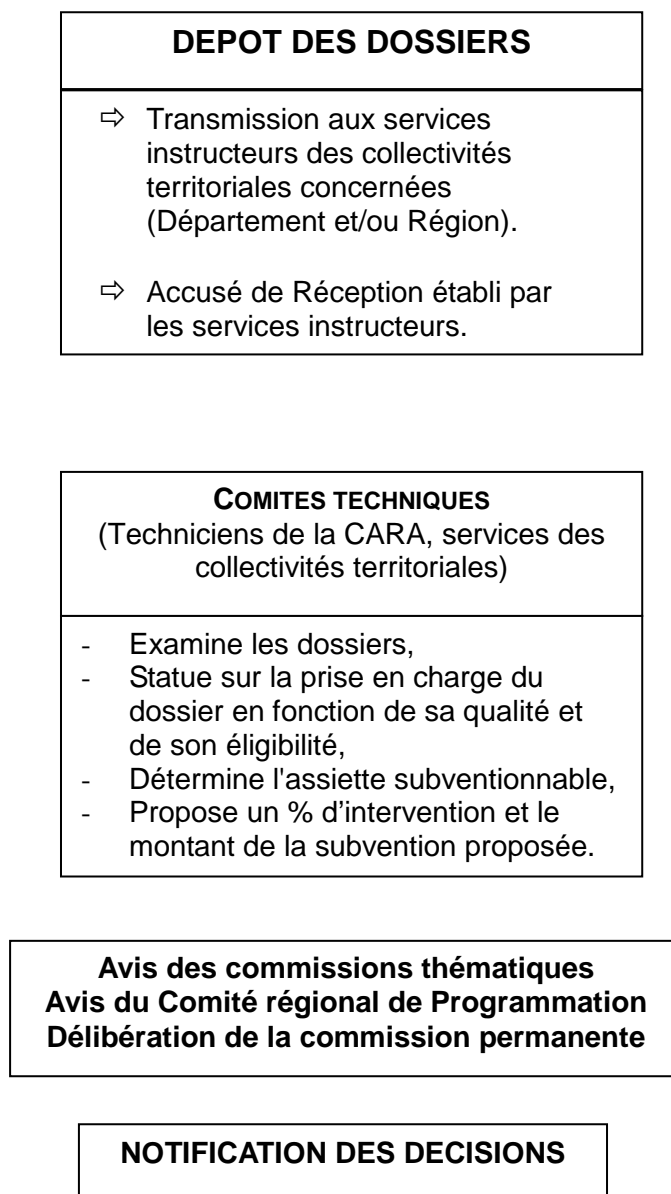 DEPOT DES DOSSIERS
⇨ Transmission aux services
instructeurs des collectivités
territoriales concernées
(Département et/ou Région).
⇨ Accusé de Réception établi par
les services instructeurs.
COMITES TECHNIQUES
(Techniciens de la CARA, services des
collectivités territoriales)
- Examine les dossiers,
- Statue sur la prise en charge du
dossier en fonction de sa qualité et
de son éligibilité,
- Détermine l'assiette subventionnable,
- Propose un % d’intervention et le
montant de la subvention proposée.
Avis des commissions thématiques
Avis du Comité régional de Programmation
Délibération de la commission permanente
NOTIFICATION DES DECISIONS